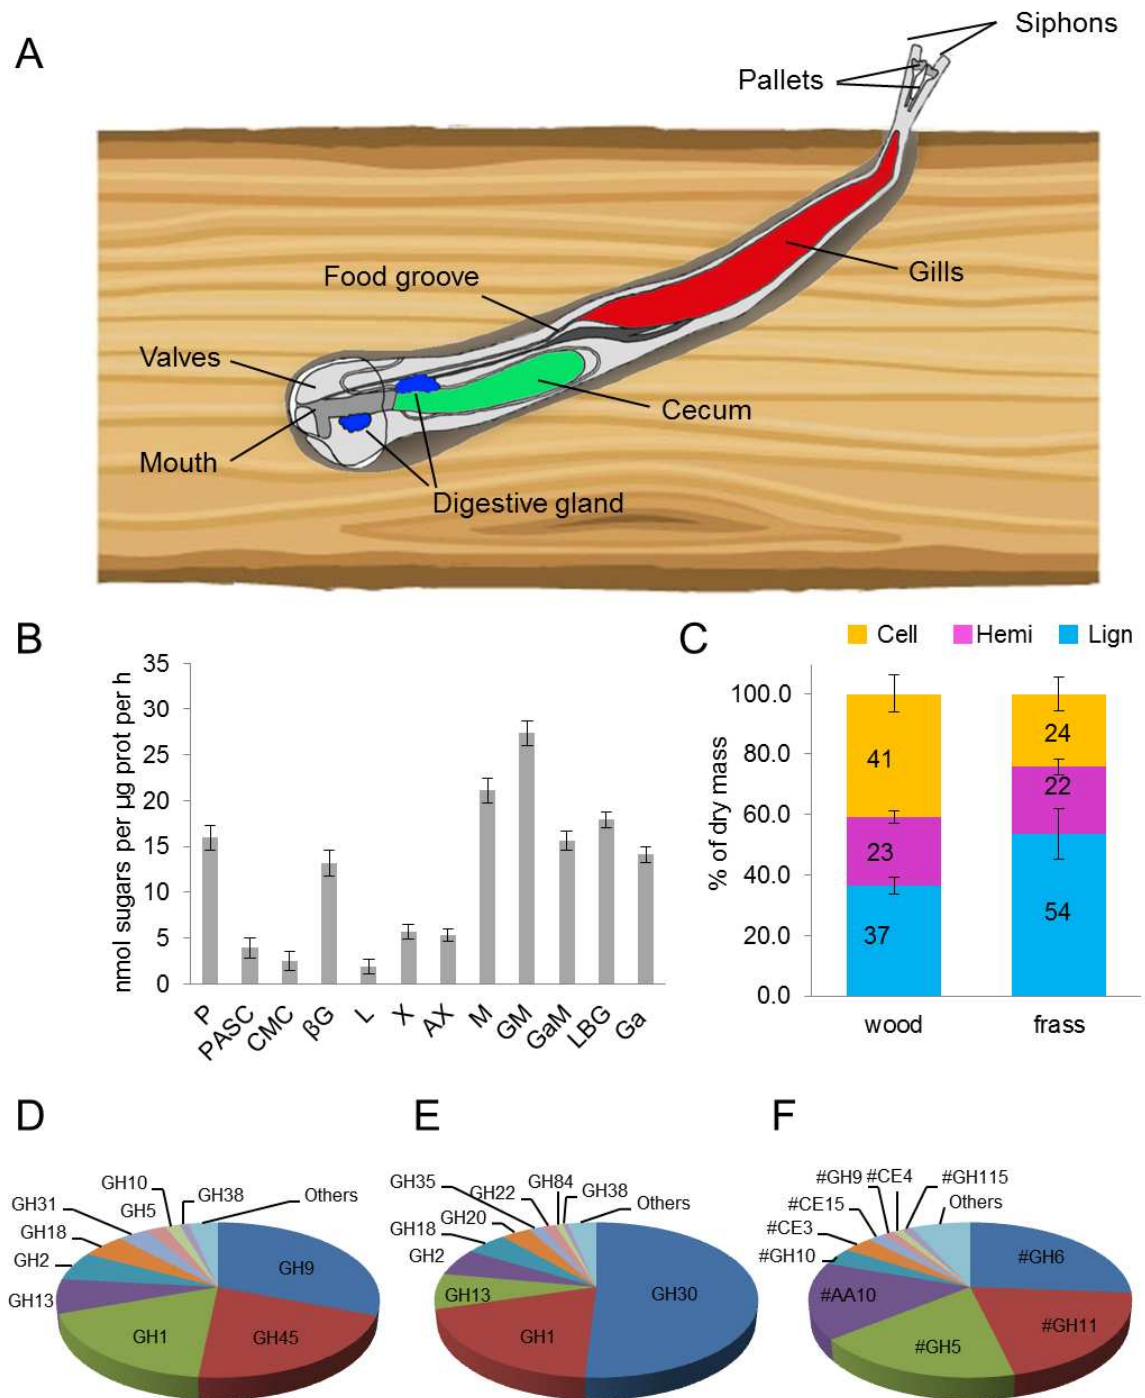 A
Siphons
Pallets
Food groove
Gills
Valves
Cecum
Mouth
Digestive gland
B
nmol sugars per µg prot per h
35
30
25
20
15
10
5
0
P
PASC
CMC
βG
L
X
AX
M
GM
GaM
LBG
Ga
C
Cell Hemi Lign
% of dry mass
100.0
80.0
60.0
40.0
20.0
0.0
41
23
37
24
22
54
wood frass
D
GH10
GH38
Others
GH31
GH5
GH18
GH2
GH9
GH13
GH1
GH45
E
GH35
GH22
GH84
GH38
Others
GH20
GH18
GH2
GH13
GH30
GH1
F
#GH9
#CE4
#GH115
#CE15
Others
#CE3
#GH10
#GH6
#AA10
#GH11
#GH5